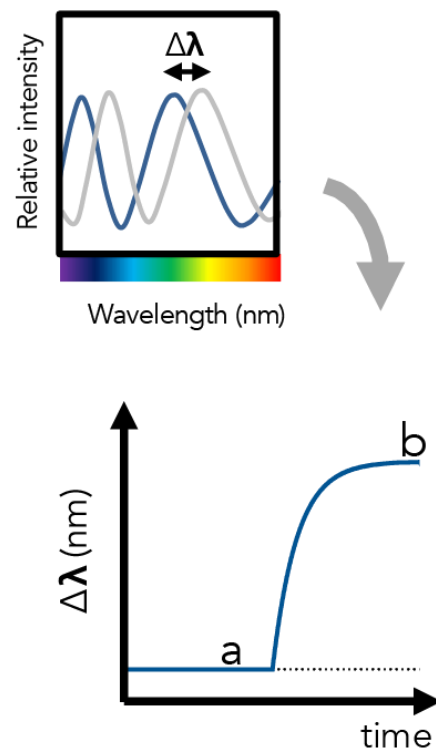 Δλ
Relative intensity
Wavelength (nm)
b
Δλ (nm)
a
time